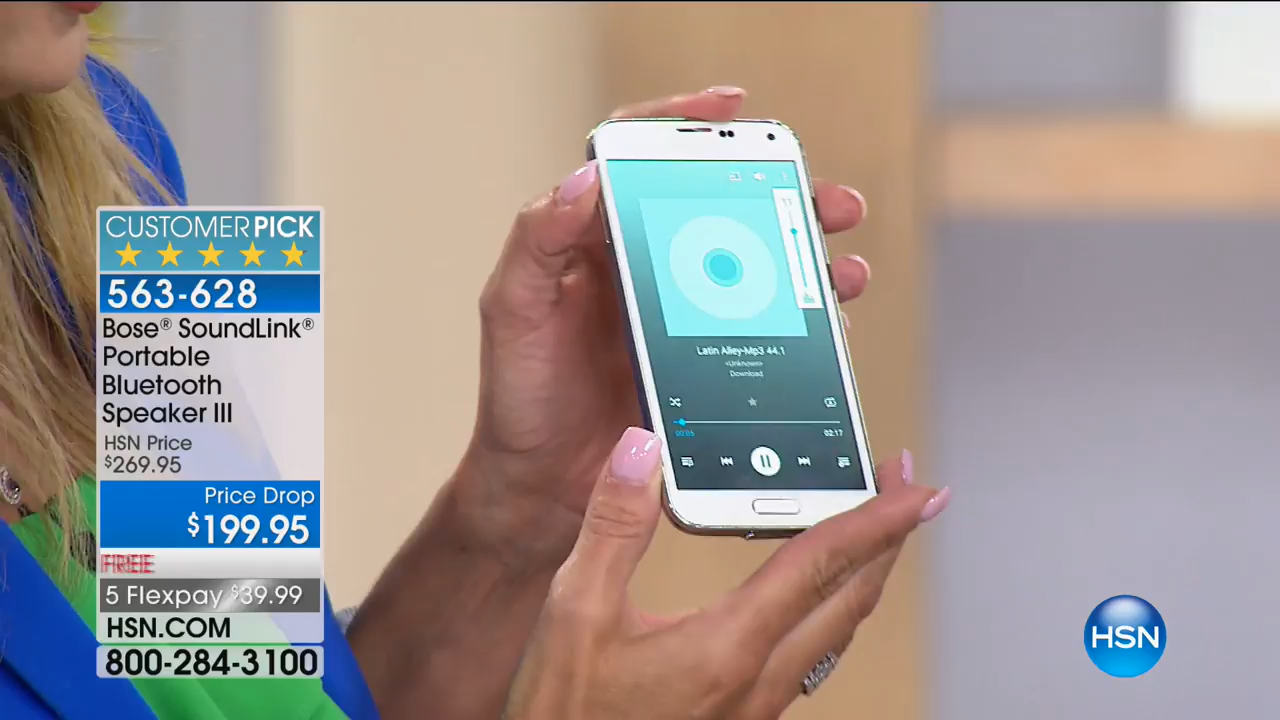 CUSTOMER PICK
563-628
Bose® SoundLink®
Portable
Bluetooth
Speaker III
HSN Price
$269.95
Price Drop
$199.95
FREE
5 Flexpay $39.99
HSN.COM
800-284-3100
11
Latin Alley-Mp3 44.1
<Unknown>
Download
00:05
02:17
HSN